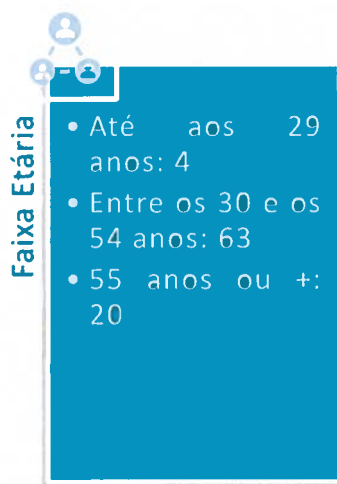 Faixa Etária
• Até aos 29
anos: 4
• Entre os 30 e os
54 anos: 63
• 55 anos ou +:
20